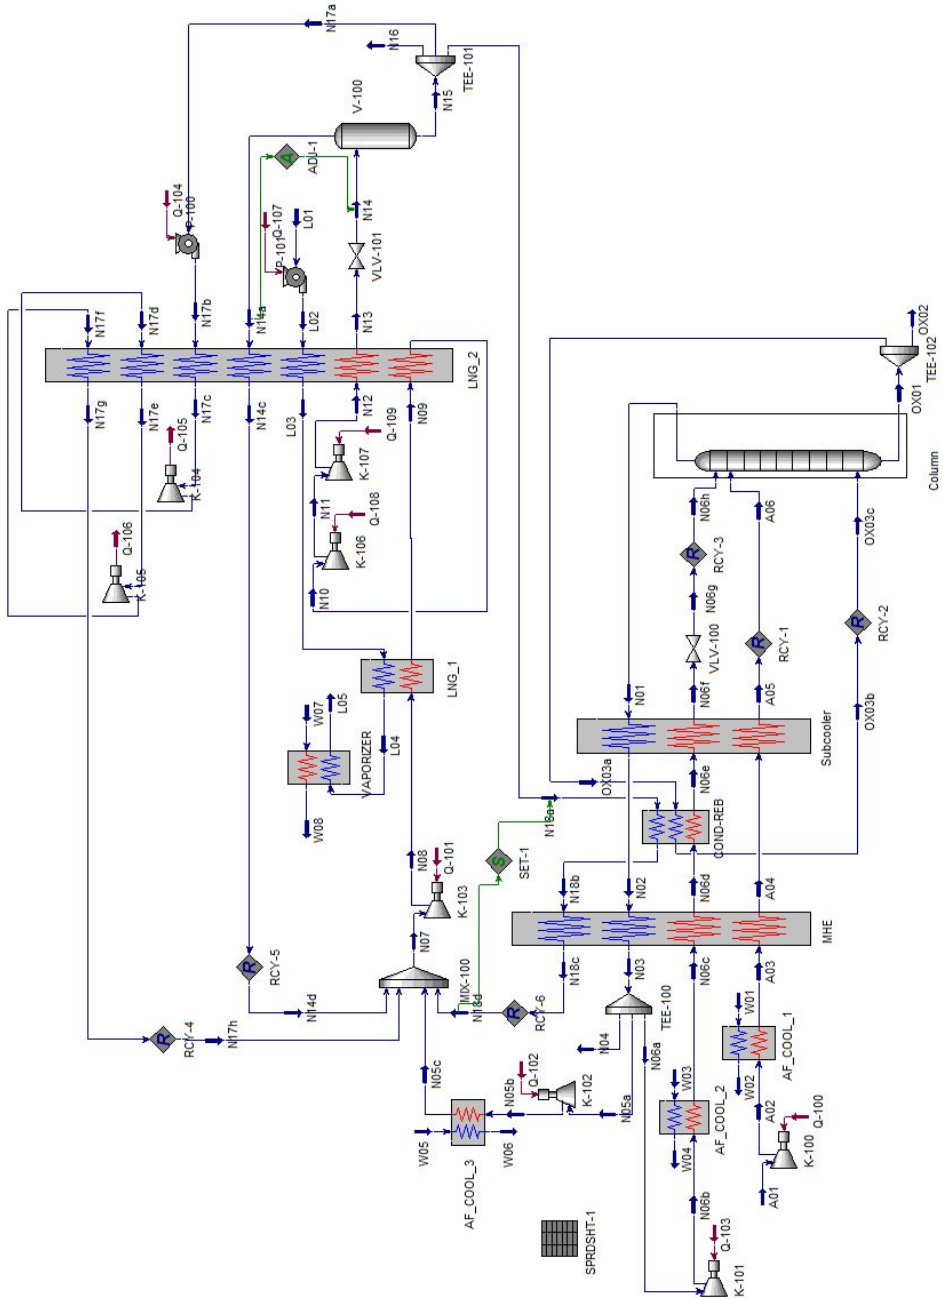 N17a
N16
TEE-101
N15
V-100
ADJ-1
A
N14
VLV-101
N13
Q-104
P-100
N17b
Q-107
P-101
L01
L02
N14a
N17f
N17d
LNG_2
N17g
N17e
N17c
N14c
L03
N12
N09
Q-105
K-104
Q-106
K-105
Q-109
K-107
N11
Q-108
K-106
N10
LNG_1
L04
L05
W07
VAPORIZER
W08
N08
Q-101
K-103
N07
MIX-100
RCY-5
R
N14d
RCY-4
R
N17h
N05c
N18d
RCY-6
R
SET-1
S
N18a
OX02
TEE-102
OX01
Column
N06h
A06
OX03c
RCY-3
R
N06g
VLV-100
RCY-1
R
RCY-2
R
N06f
A05
OX03b
N01
Subcooler
OX03a
N06e
COND-REB
N18b
N02
N06d
A04
MHE
N18c
N03
N06c
A03
TEE-100
N04
N06a
N05a
Q-102
K-102
N05b
W05
W06
AF_COOL_3
W03
W04
AF_COOL_2
W01
W02
AF_COOL_1
A02
Q-100
K-100
A01
N06b
Q-103
K-101
SPRDSHT-1